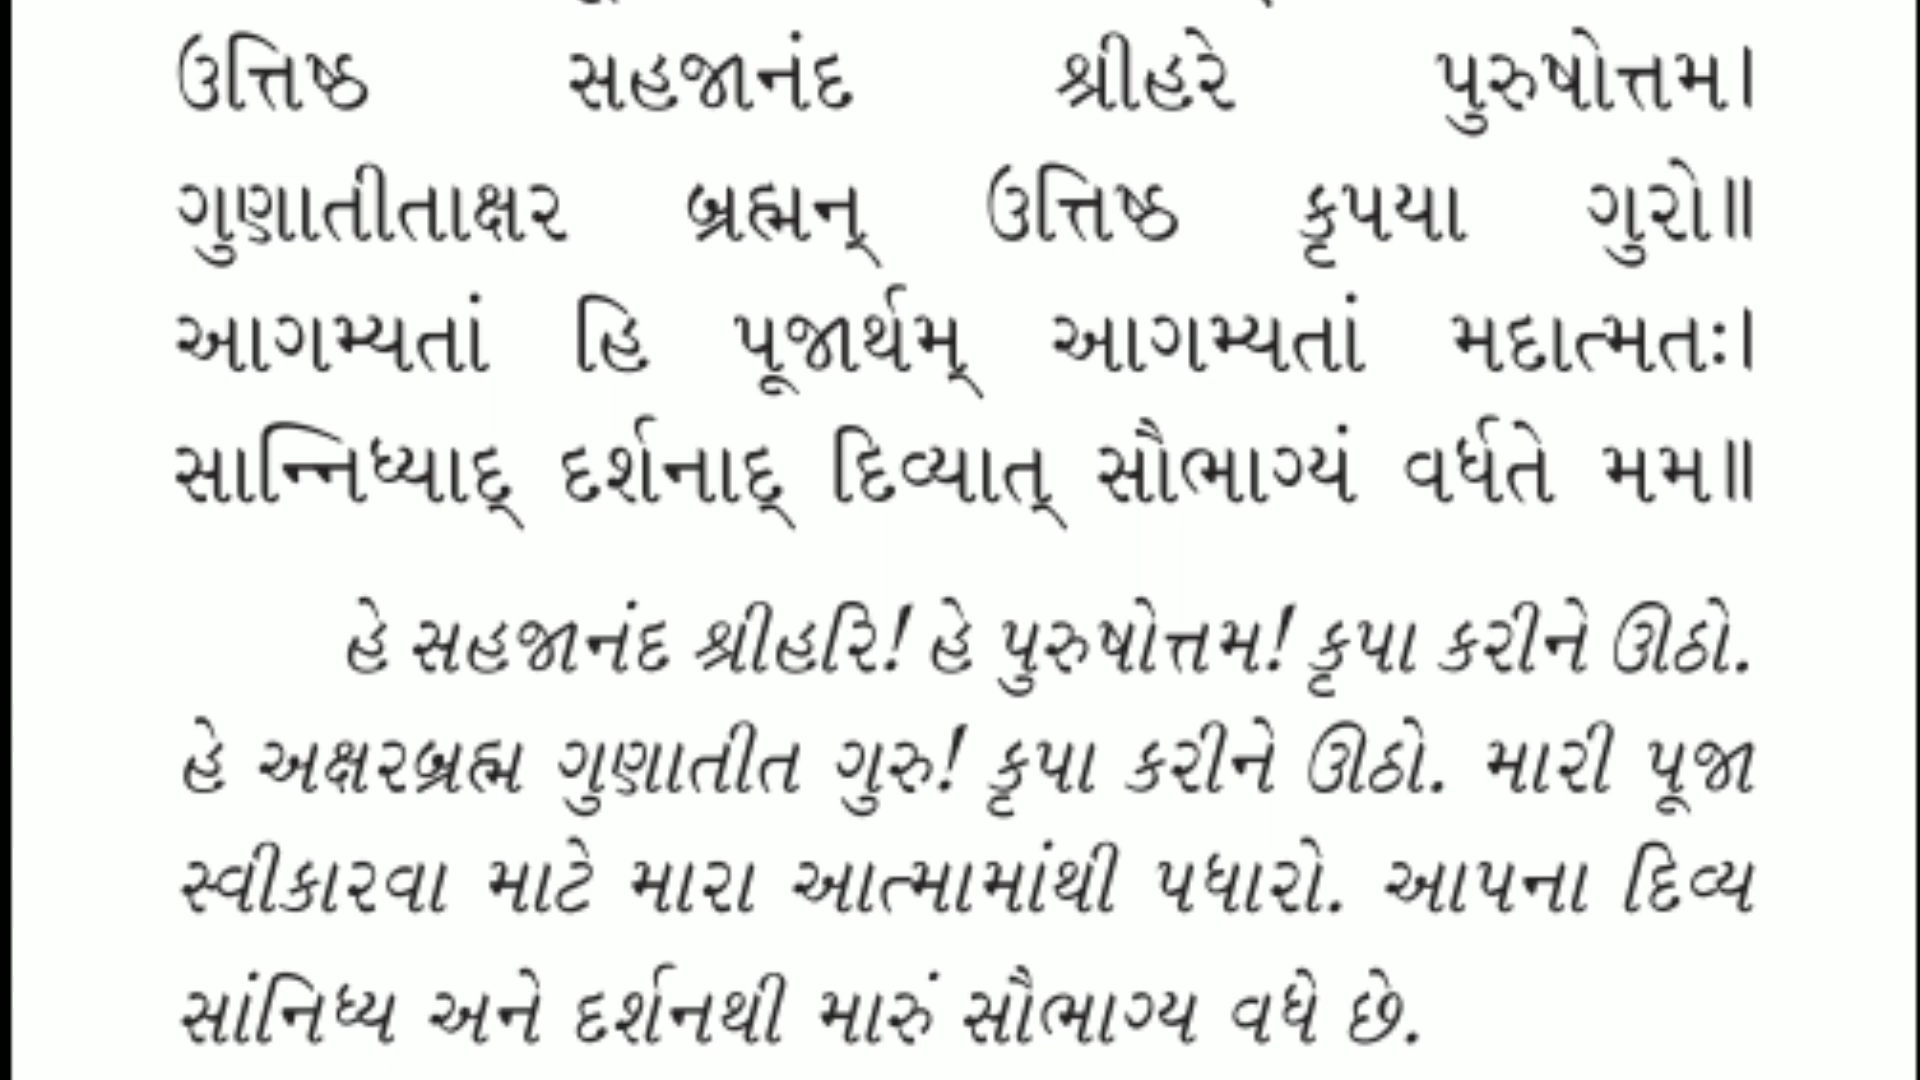 ઉત્તિષ્ઠ સહજાનંદ શ્રીહરે પુરુષોત્તમ।
ગુણાતીતાક્ષર બ્રહ્મન્ ઉત્તિષ્ઠ કૃપયા ગુરો॥
આગમ્યતાં હિ પૂજાર્થમ્ આગમ્યતાં મદાત્મતઃ।
સાન્નિધ્યાદ્ દર્શનાદ્ દિવ્યાત્ સૌભાગ્યં વર્ધતે મમ॥
હે સહજાનંદ શ્રીહરિ! હે પુરુષોત્તમ! કૃપા કરીને ઊઠો.
હે અક્ષરબ્રહ્મ ગુણાતીત ગુરુ! કૃપા કરીને ઊઠો. મારી પૂજા
સ્વીકારવા માટે મારા આત્મામાંથી પધારો. આપના દિવ્ય
સાંનિધ્ય અને દર્શનથી મારું સૌભાગ્ય વધે છે.